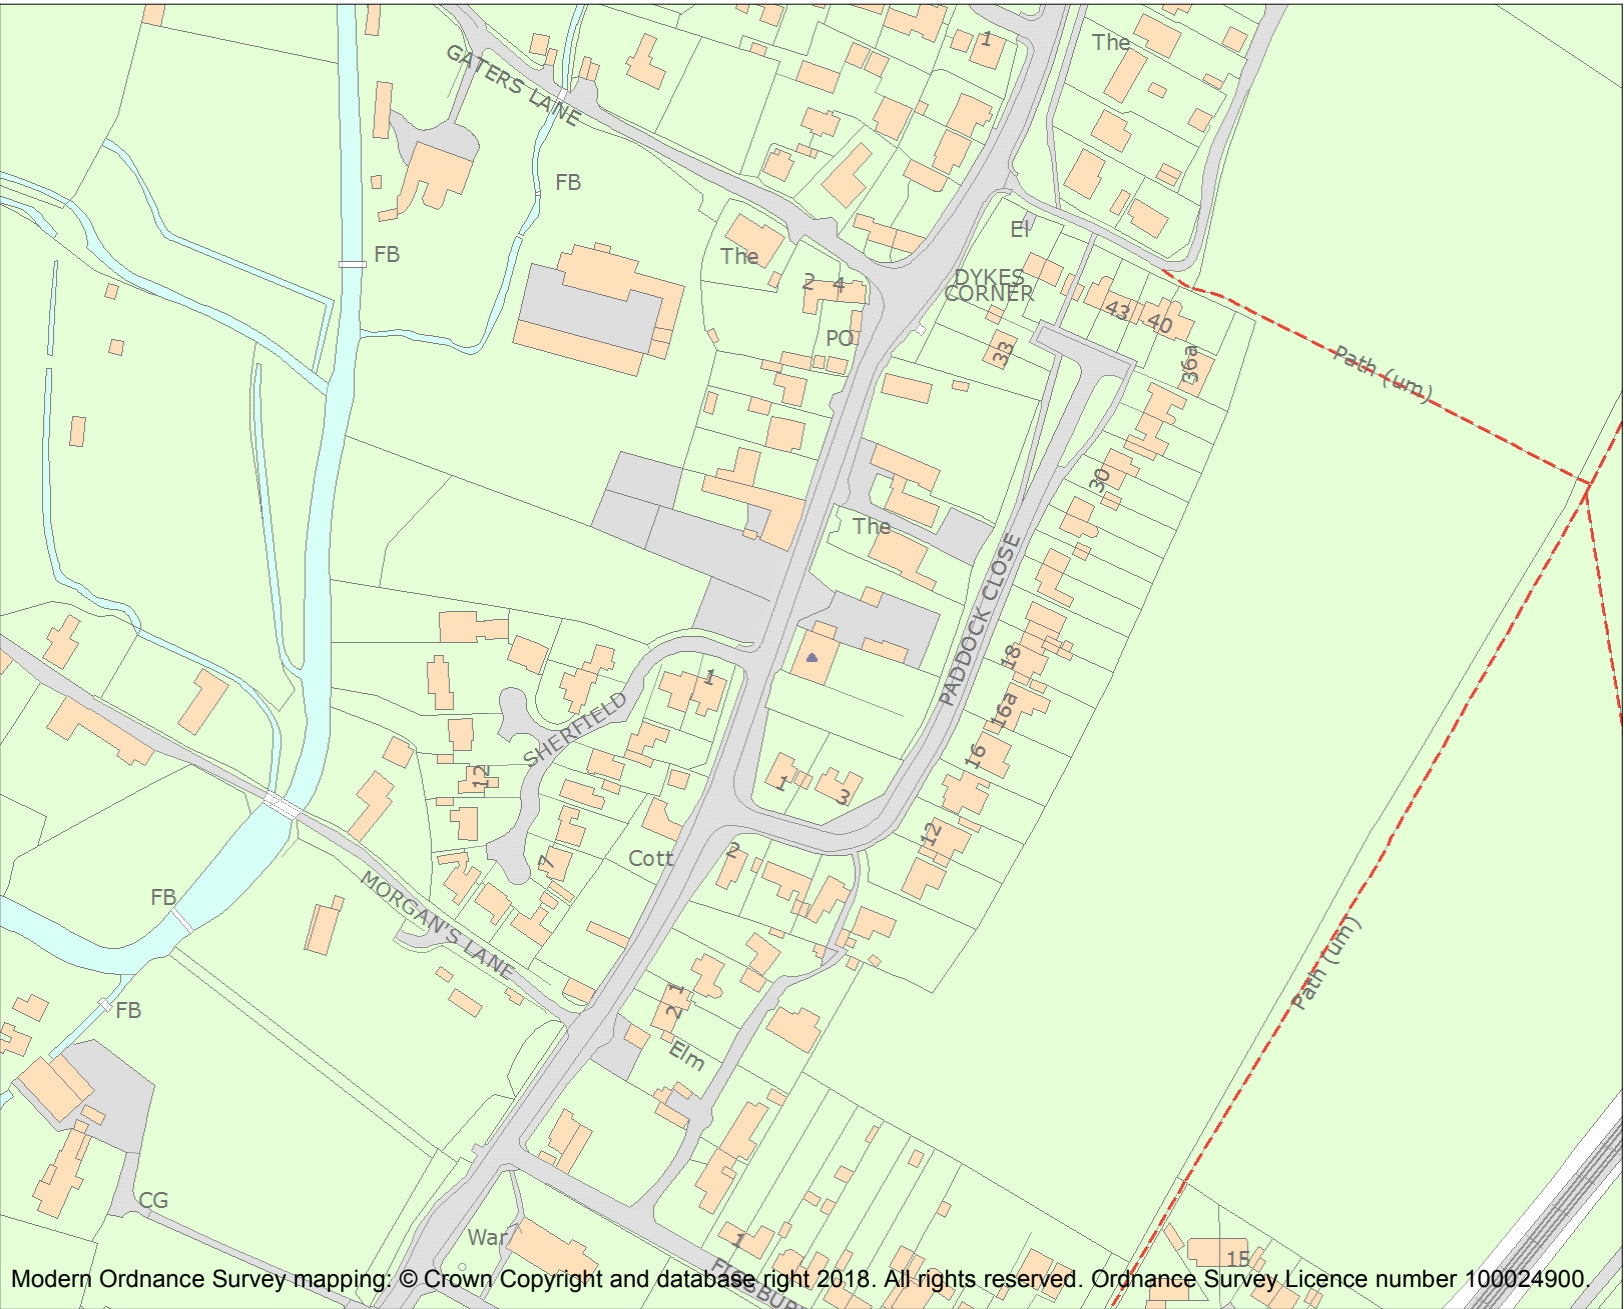 The
1
GATERS LANE
FB
El
The
FB
DYKES
CORNER
2
4
43
40
PO
33
36a
Path (um)
30
The
PADDOCK CLOSE
18
1
16a
SHERFIELD
16
12
1
3
12
2
Cott
7
MORGAN'S LANE
FB
Path (um)
1
2
FB
Elm
CG
War
1
15
Modern Ordnance Survey mapping: © Crown Copyright and database right 2018. All rights reserved. Ordnance Survey Licence number 100024900.